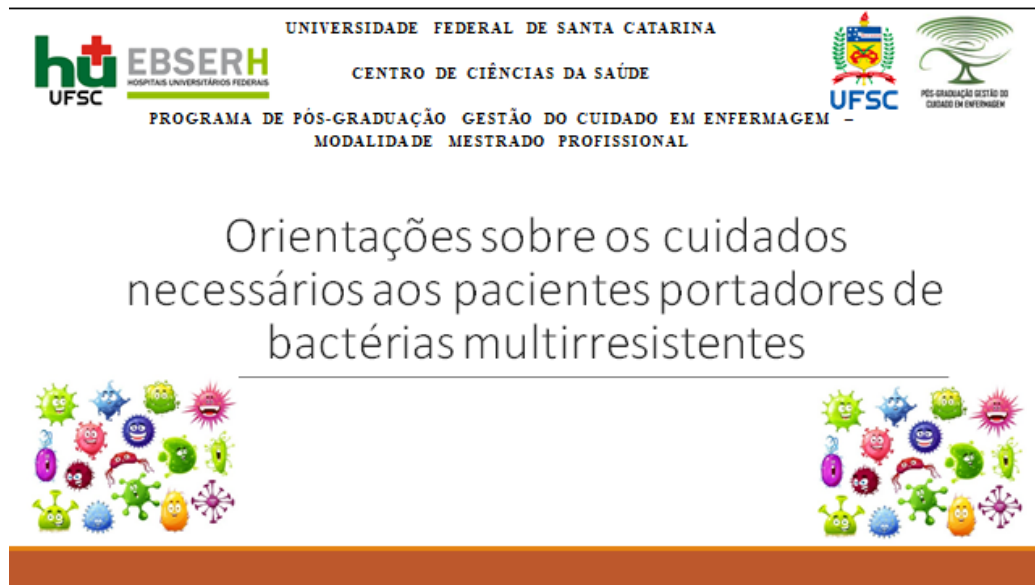 UNIVERSIDADE FEDERAL DE SANTA CATARINA
hu EBSERH
HOSPITAIS UNIVERSITÁRIOS FEDERAIS
UFSC
CENTRO DE CIÊNCIAS DA SAÚDE
UFSC
PÓS-GRADUAÇÃO GESTÃO DO
CUIDADO EM ENFERMAGEM
PROGRAMA DE PÓS-GRADUAÇÃO GESTÃO DO CUIDADO EM ENFERMAGEM –
MODALIDADE MESTRADO PROFISSIONAL
Orientações sobre os cuidados
necessários aos pacientes portadores de
bactérias multirresistentes